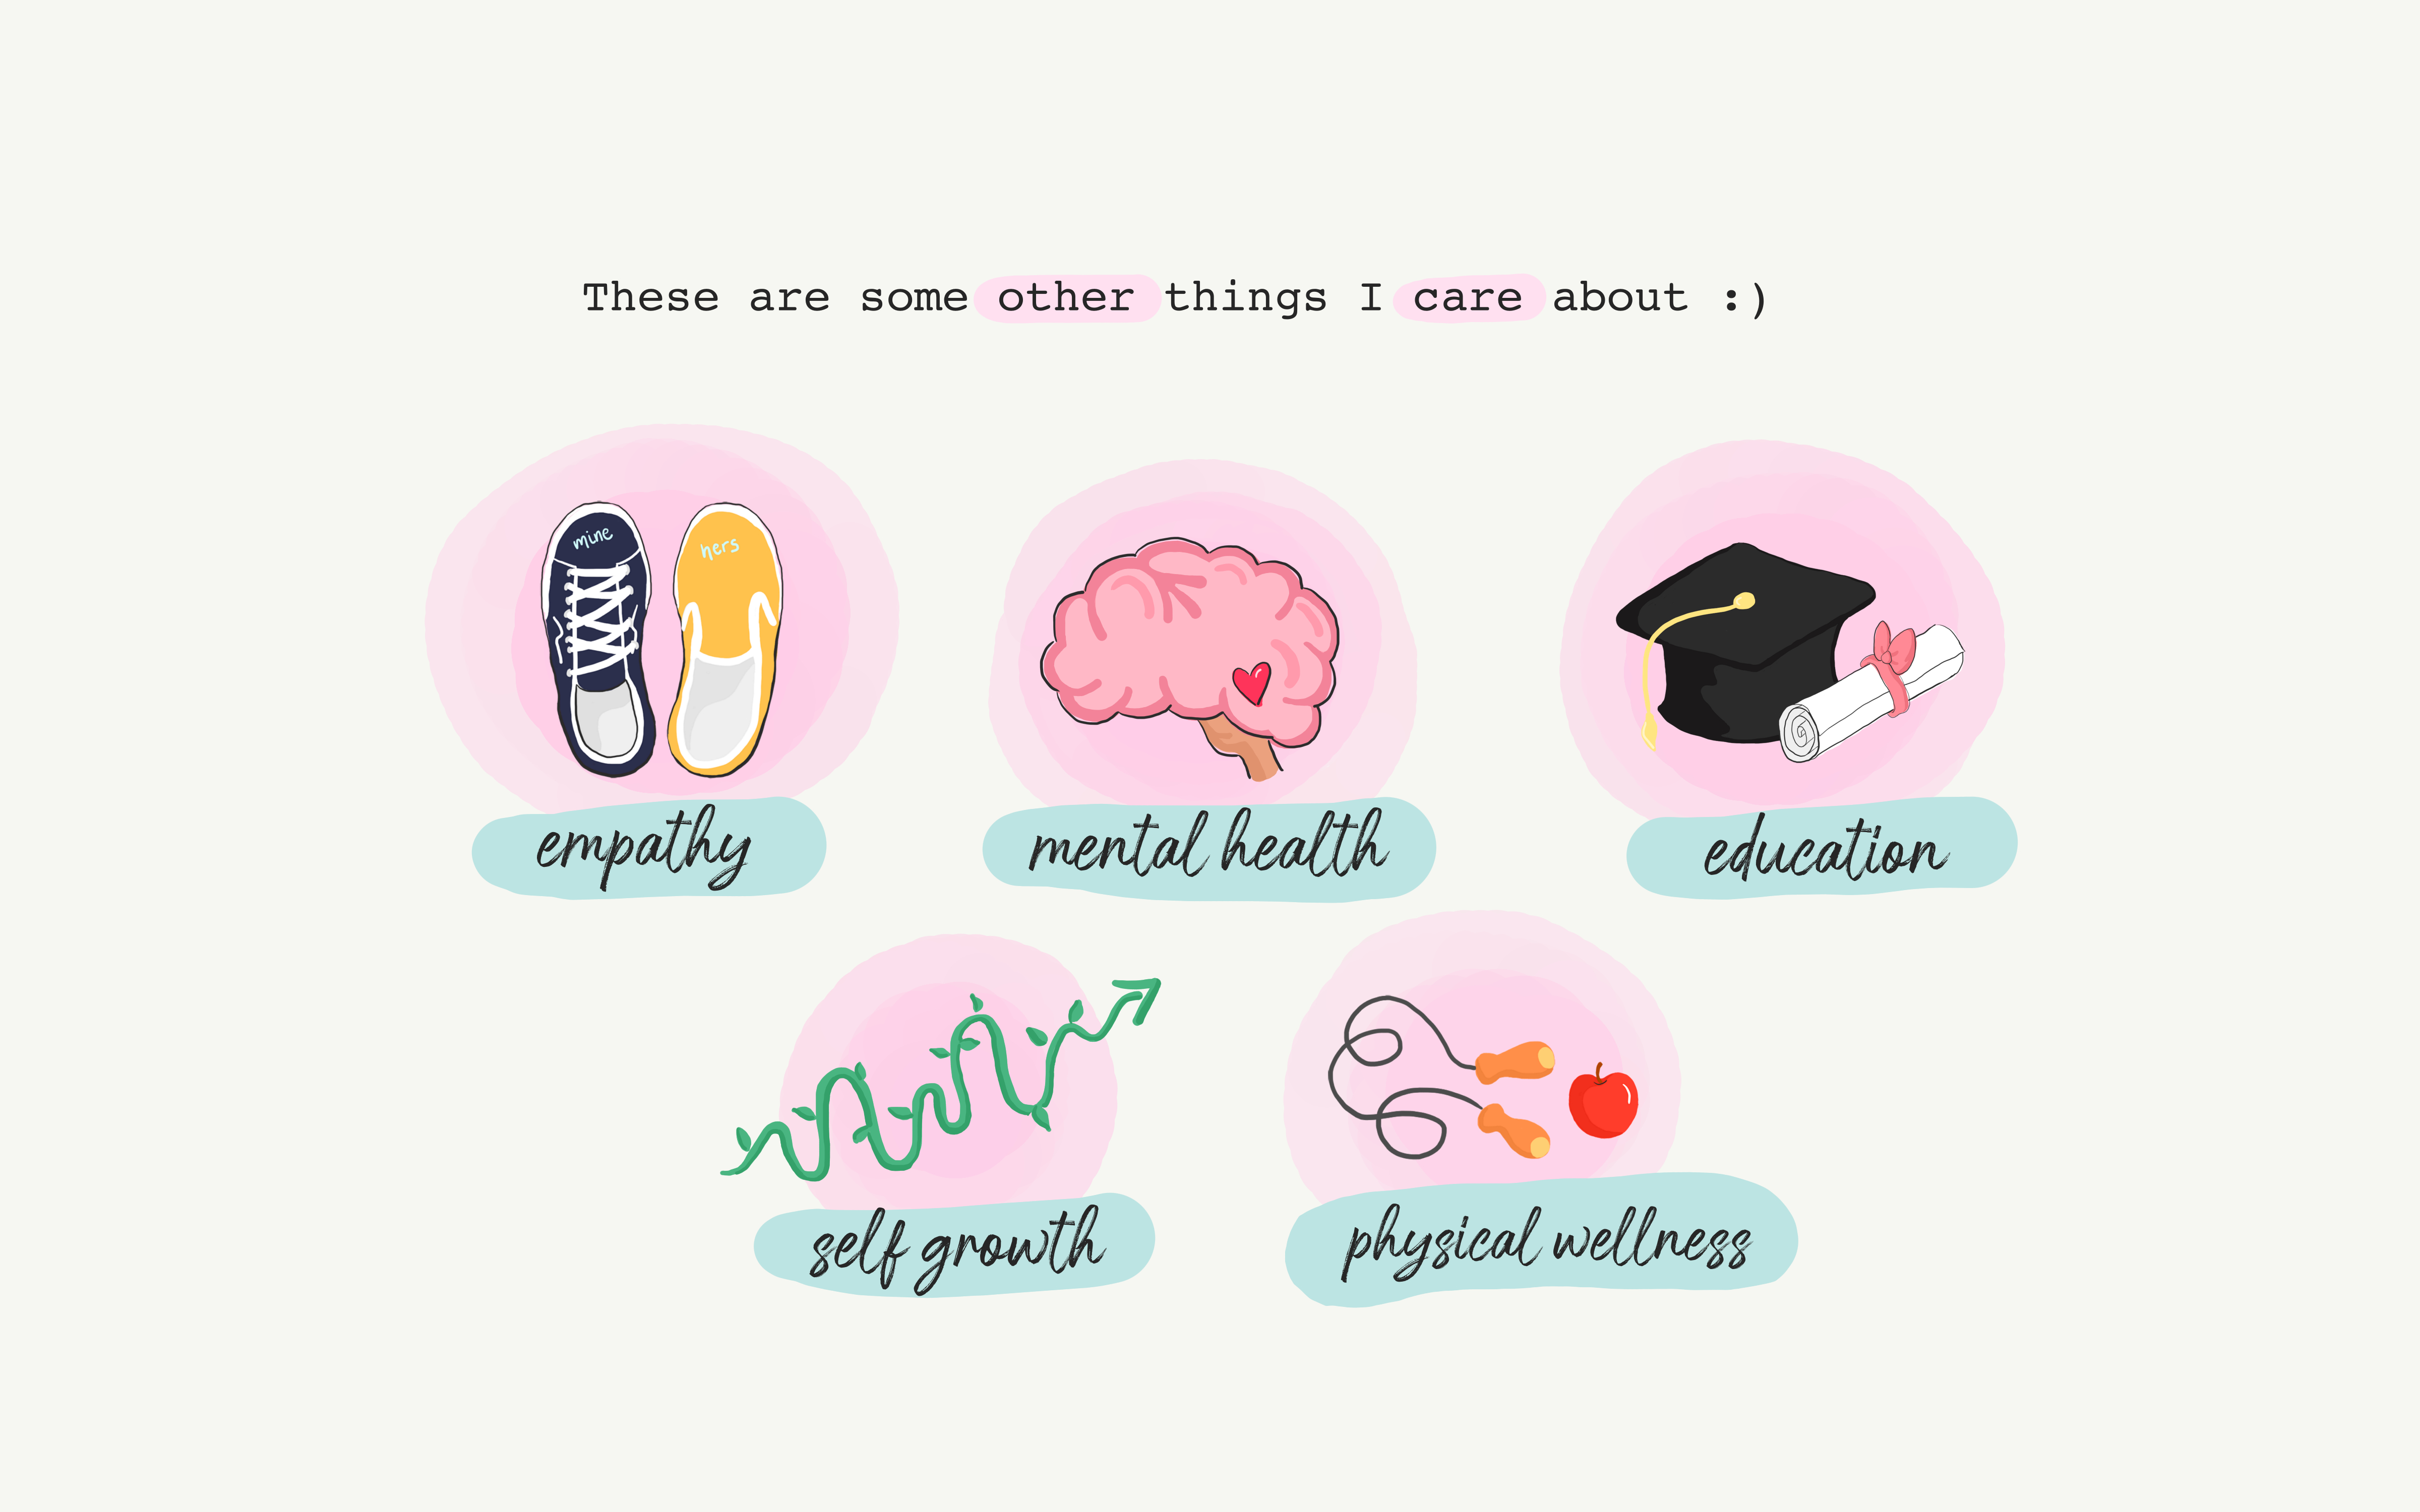 These are some other things I care about :)
mine
hers
empathy
mental health
education
self growth
physical wellness